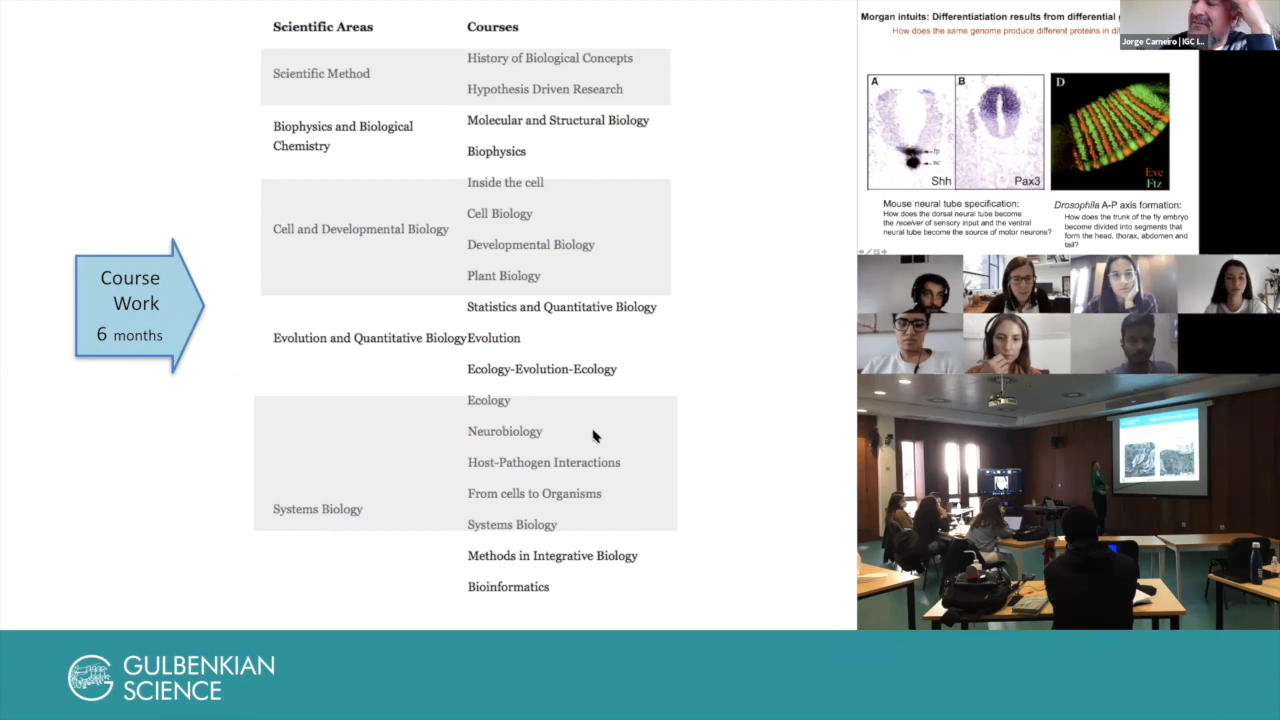 Scientific Areas
Courses
Scientific Method
History of Biological Concepts
Hypothesis Driven Research
Biophysics and Biological
Chemistry
Molecular and Structural Biology
Biophysics
Cell and Developmental Biology
Inside the cell
Cell Biology
Developmental Biology
Plant Biology
Evolution and Quantitative Biology
Statistics and Quantitative Biology
Evolution
Ecology-Evolution-Ecology
Systems Biology
Ecology
Neurobiology
Host-Pathogen Interactions
From cells to Organisms
Systems Biology
Methods in Integrative Biology
Bioinformatics
Course
Work
6 months
Morgan intuits: Differentiatiation results from differential
How does the same genome produce different proteins in
Jorge Carneiro | IGC I...
A
B
D
Shh
Pax3
Eve
Ftz
Mouse neural tube specification:
How does the dorsal neural tube become
the receiver of sensory input and the ventral
neural tube become the source of motor neurons?
Drosophila A-P axis formation:
How does the trunk of the fly embryo
become divided into segments that
form the head, thorax, abdomen and
tail?
GULBENKIAN
SCIENCE